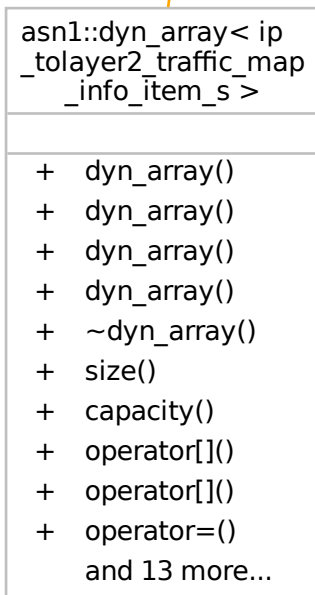 asn1::dyn_array< ip
_tolayer2_traffic_map
_info_item_s >
+ dyn_array()
+ dyn_array()
+ dyn_array()
+ dyn_array()
+ ~dyn_array()
+ size()
+ capacity()
+ operator[]()
+ operator[]()
+ operator=()
and 13 more...